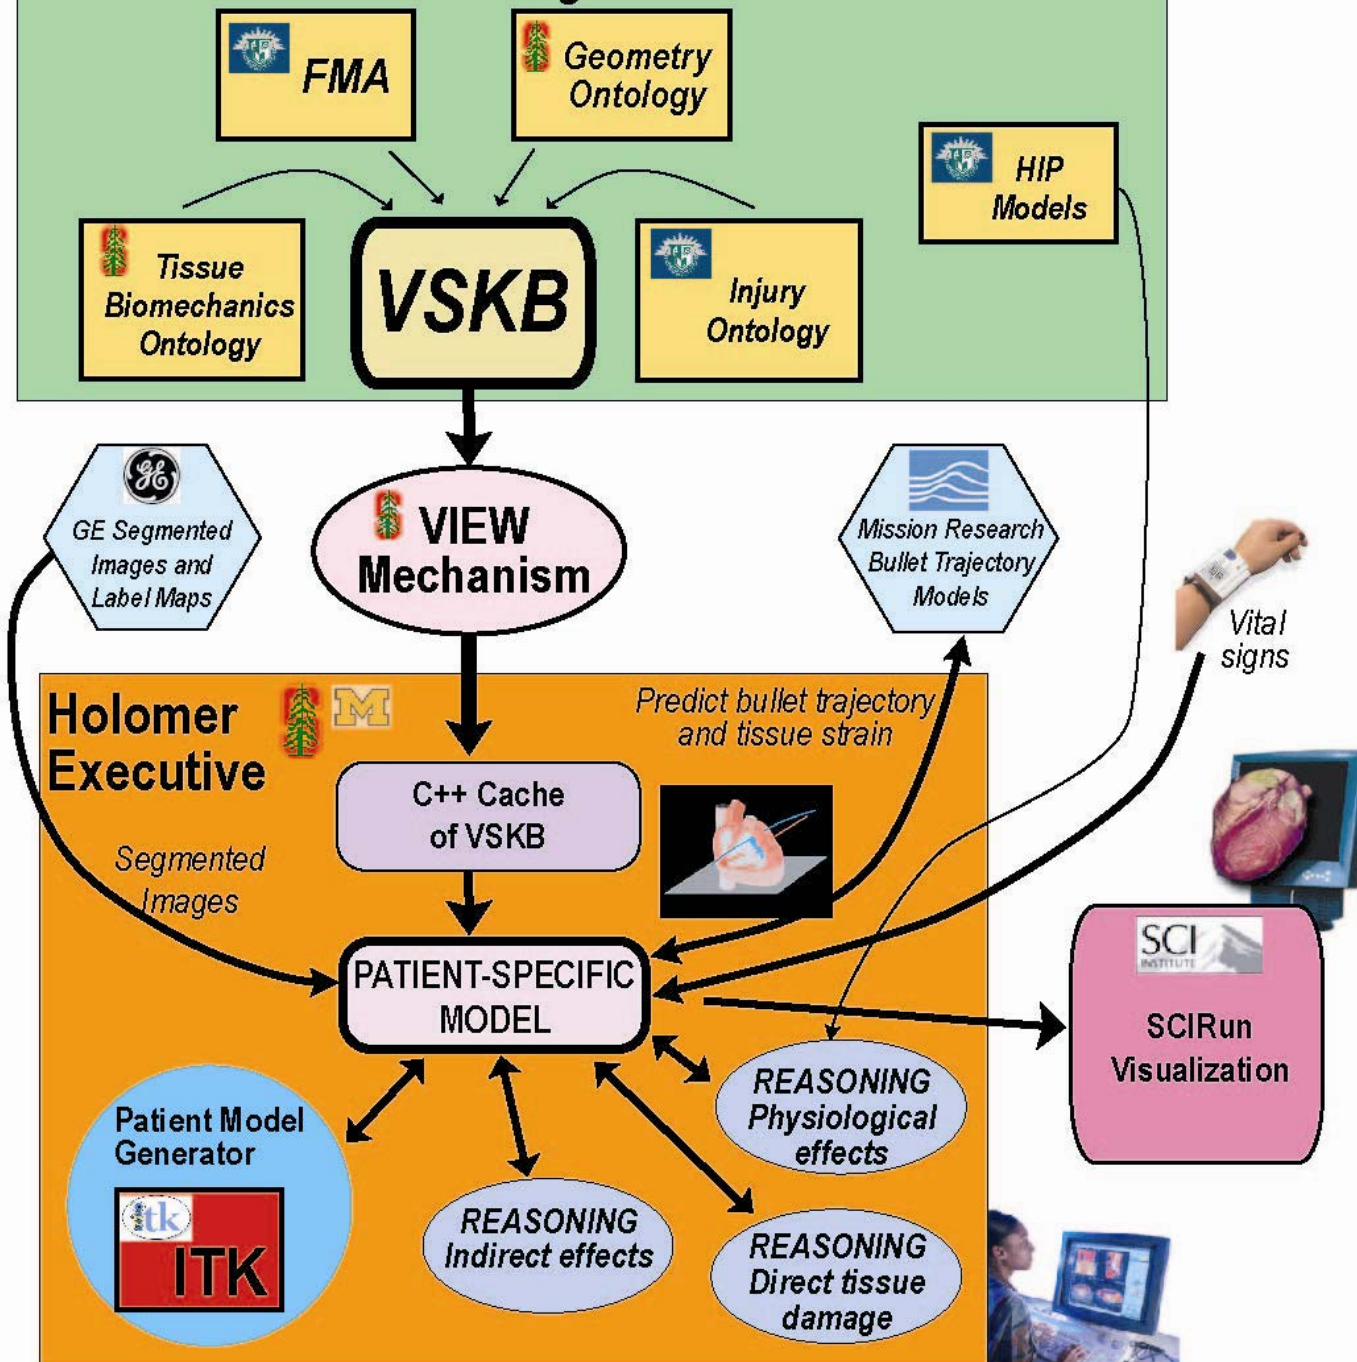 FMA
Geometry
Ontology
HIP
Models
Tissue
Biomechanics
Ontology
VSKB
Injury
Ontology
GE
GE Segmented
Images and
Label Maps
VIEW
Mechanism
Mission Research
Bullet Trajectory
Models
Vital
signs
Holomer
Executive
M
Predict bullet trajectory
and tissue strain
C++ Cache
of VSKB
Segmented
Images
PATIENT-SPECIFIC
MODEL
SCI
INSTITUTE
SCIRun
Visualization
REASONING
Physiological
effects
Patient Model
Generator
itk
ITK
REASONING
Indirect effects
REASONING
Direct tissue
damage